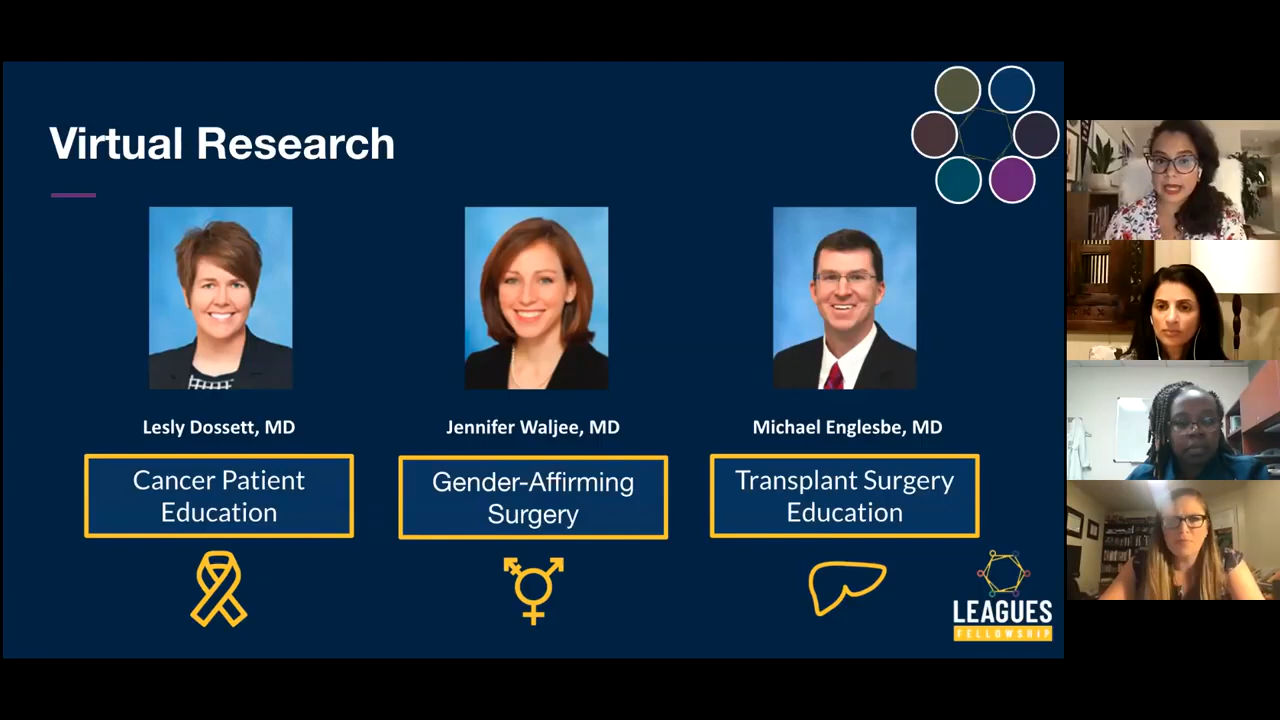 Virtual Research
Lesly Dossett, MD
Jennifer Waljee, MD
Michael Englesbe, MD
Cancer Patient
Education
Gender-Affirming
Surgery
Transplant Surgery
Education
LEAGUES
FELLOWSHIP